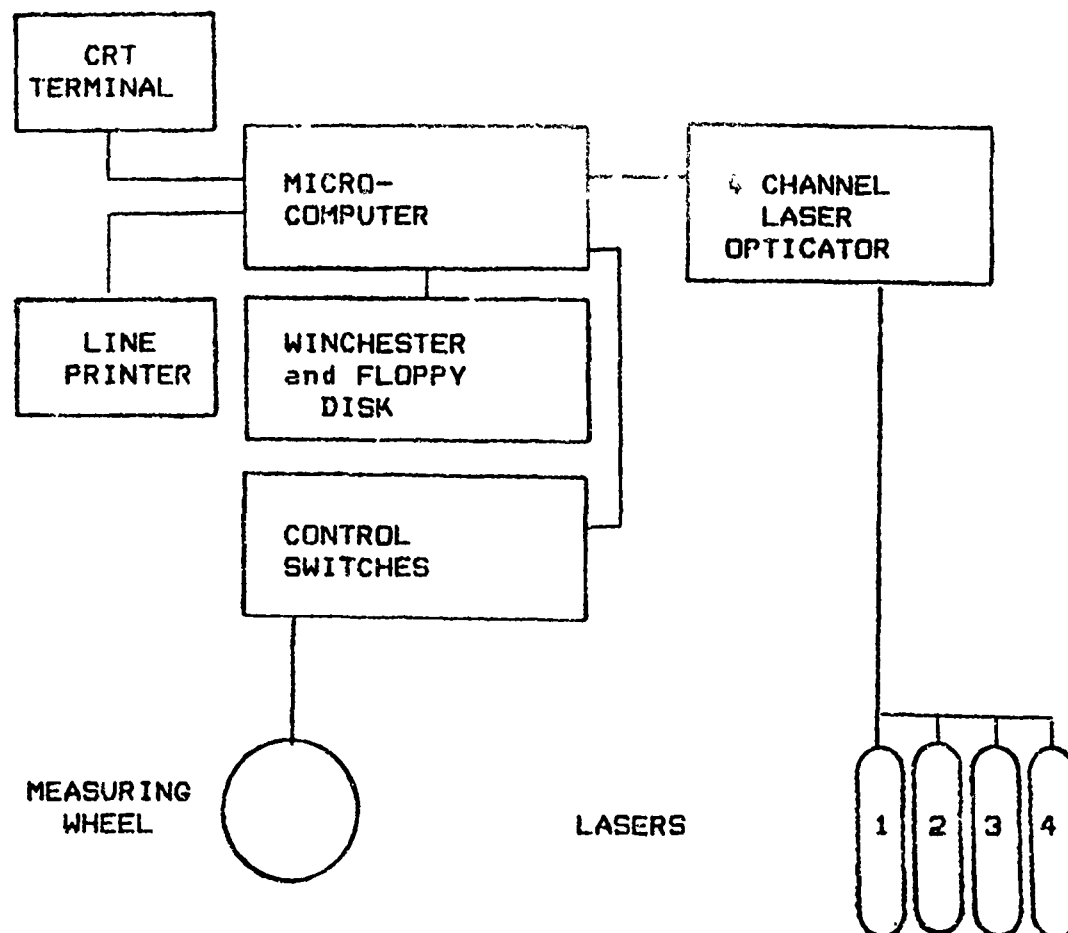 CRT
TERMINAL
MICRO-
COMPUTER
4 CHANNEL
LASER
OPTICATOR
LINE
PRINTER
WINCHESTER
and FLOPPY
DISK
CONTROL
SWITCHES
MEASURING
WHEEL
LASERS
1 2 3 4